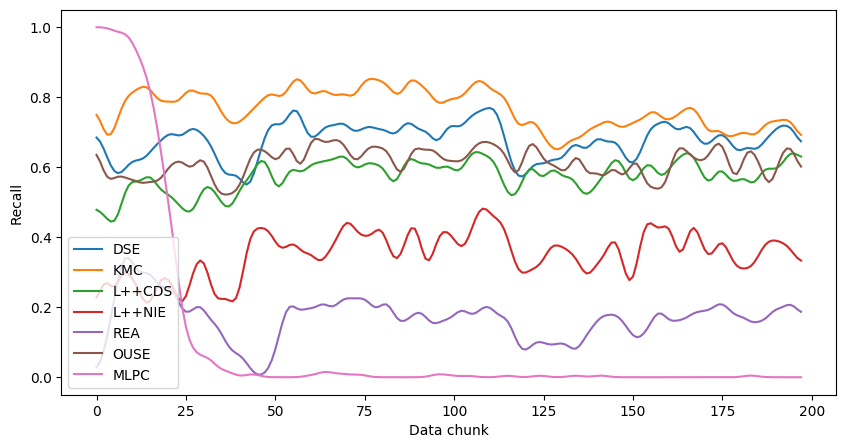 1.0
0.8
0.6
0.4
0.2
0.0
Recall
DSE
KMC
L++CDS
L++NIE
REA
OUSE
MLPC
0 25 50 75 100 125 150 175 200
Data chunk